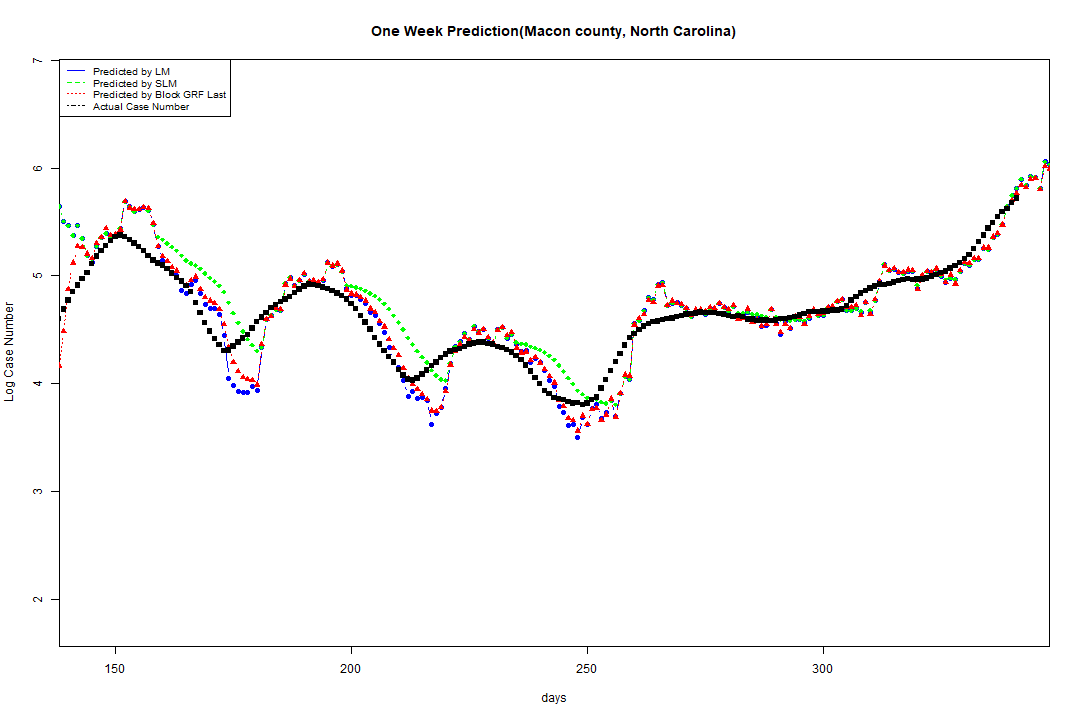 One Week Prediction(Macon county, North Carolina)
Predicted by LM
Predicted by SLM
Predicted by Block GRF Last
Actual Case Number
7
6
5
4
3
2
Log Case Number
150 200 250 300
days